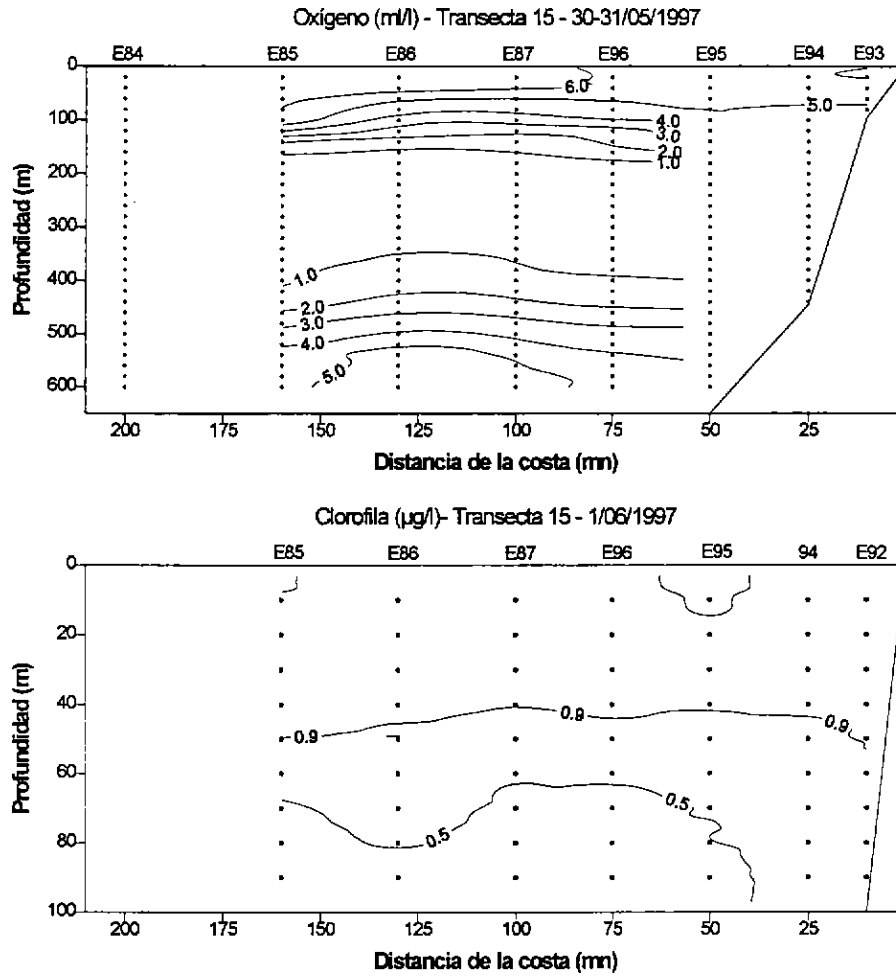 Oxígeno (ml/l) - Transecta 15 - 30-31/05/1997
E84 E85 E86 E87 E96 E95 E94 E93
0
100
200
300
400
500
600
Profundidad (m)
6.0
5.0
4.0
3.0
2.0
1.0
1.0
2.0
3.0
4.0
5.0
200 175 150 125 100 75 50 25
Distancia de la costa (mn)
Clorofila (µg/l)- Transecta 15 - 1/06/1997
E85 E86 E87 E96 E95 94 E92
0
20
40
60
80
100
Profundidad (m)
0.9 0.9 0.9
0.5 0.5
200 175 150 125 100 75 50 25
Distancia de la costa (mn)